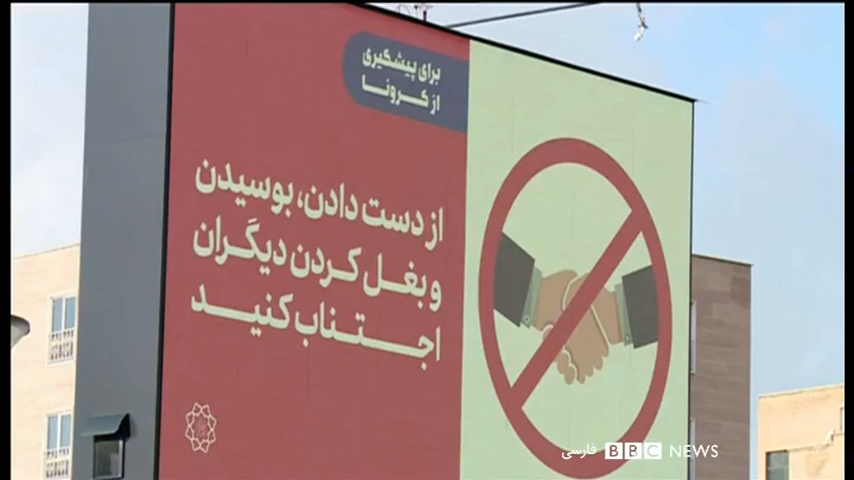 برای پیشگیری
از کرونا
از دست دادن، بوسیدن
و بغل کردن دیگران
اجتناب کنید
فارسی BBC NEWS